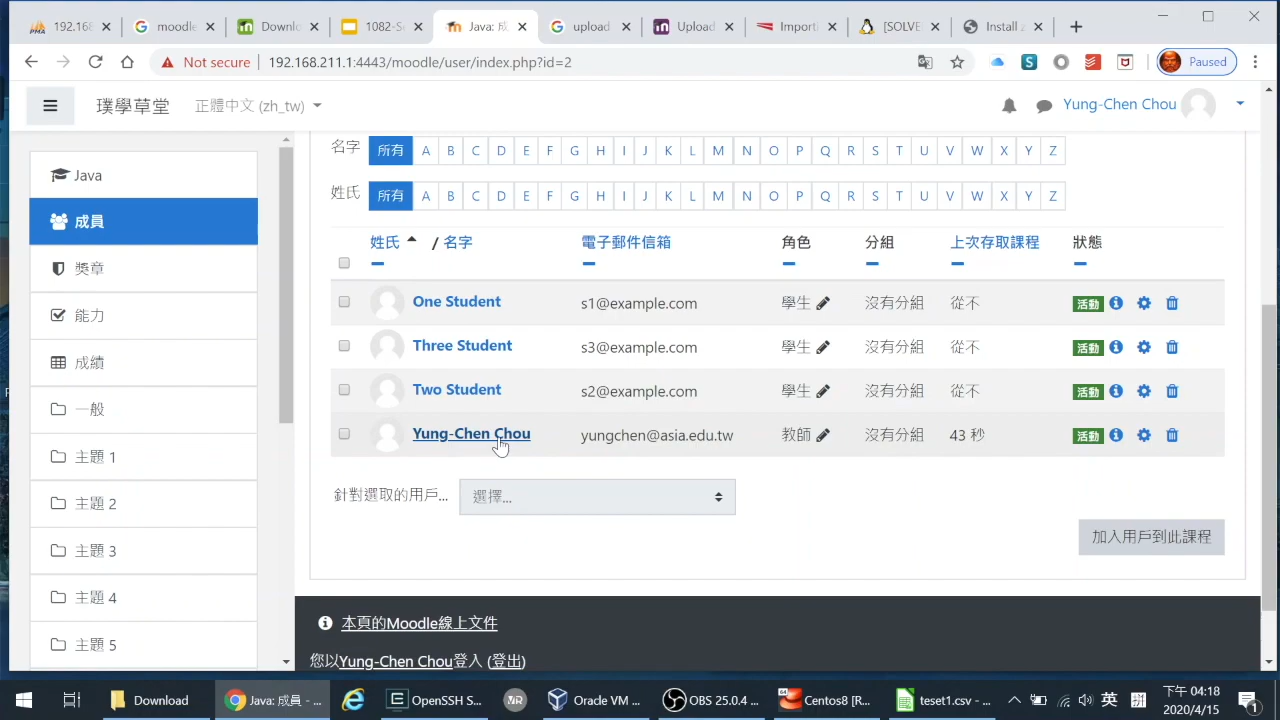 192.16
moodle
Downlo
1082-S
Java: 成
upload
Upload
Importi
[SOLVE
Install a
Not secure
192.168.211.1:4443/moodle/user/index.php?id=2
Paused
璞學草堂
正體中文 (zh_tw)
Yung-Chen Chou
Java
成員
獎章
能力
成績
一般
主題 1
主題 2
主題 3
主題 4
主題 5
名字 所有 A B C D E F G H I J K L M N O P Q R S T U V W X Y Z
姓氏 所有 A B C D E F G H I J K L M N O P Q R S T U V W X Y Z
姓氏 / 名字 電子郵件信箱 角色 分組 上次存取課程 狀態
One Student s1@example.com 學生 沒有分組 從不 活動
Three Student s3@example.com 學生 沒有分組 從不 活動
Two Student s2@example.com 學生 沒有分組 從不 活動
Yung-Chen Chou yungchen@asia.edu.tw 教師 沒有分組 43 秒 活動
針對選取的用戶... 選擇...
加入用戶到此課程
本頁的Moodle線上文件
您以Yung-Chen Chou登入 (登出)
Download
Java: 成員 - ...
OpenSSH S...
Oracle VM ...
OBS 25.0.4 ...
Centos8 [R...
teset1.csv - ...
英
下午 04:18
2020/4/15
1